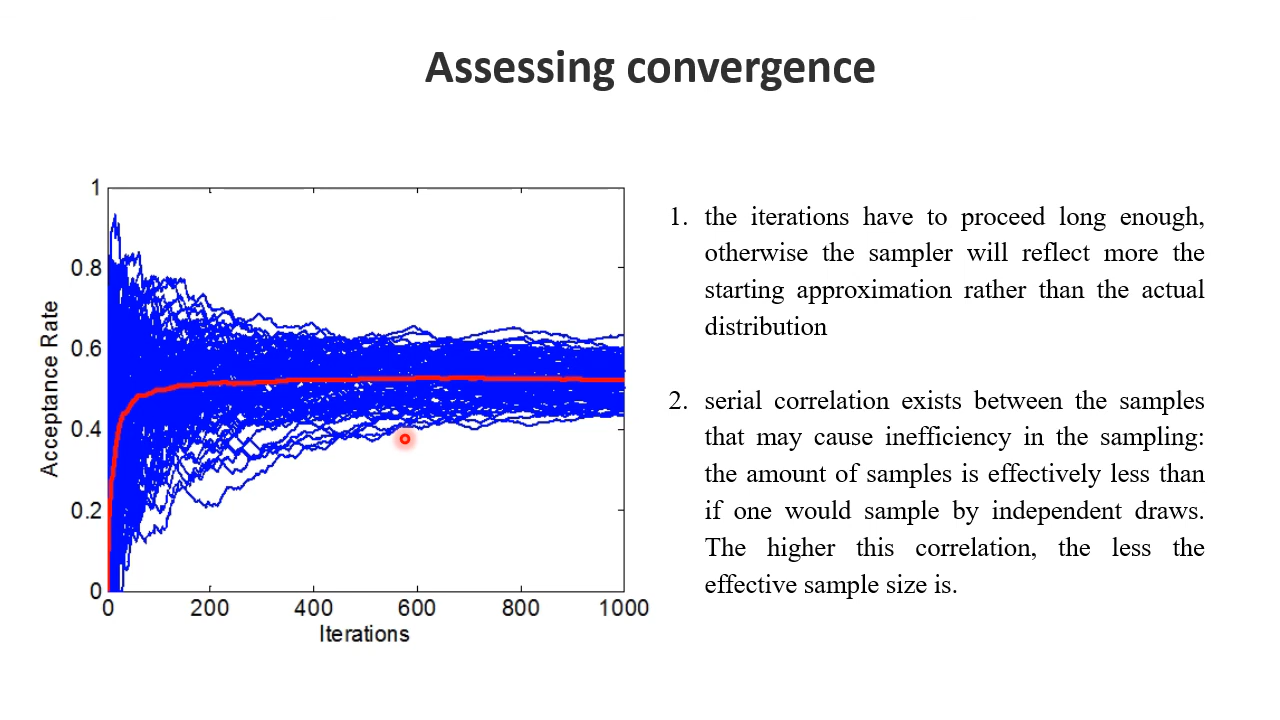 Assessing convergence
1
0.8
0.6
0.4
0.2
0
Acceptance Rate
0 200 400 600 800 1000
Iterations
1. the iterations have to proceed long enough,
otherwise the sampler will reflect more the
starting approximation rather than the actual
distribution
2. serial correlation exists between the samples
that may cause inefficiency in the sampling:
the amount of samples is effectively less than
if one would sample by independent draws.
The higher this correlation, the less the
effective sample size is.